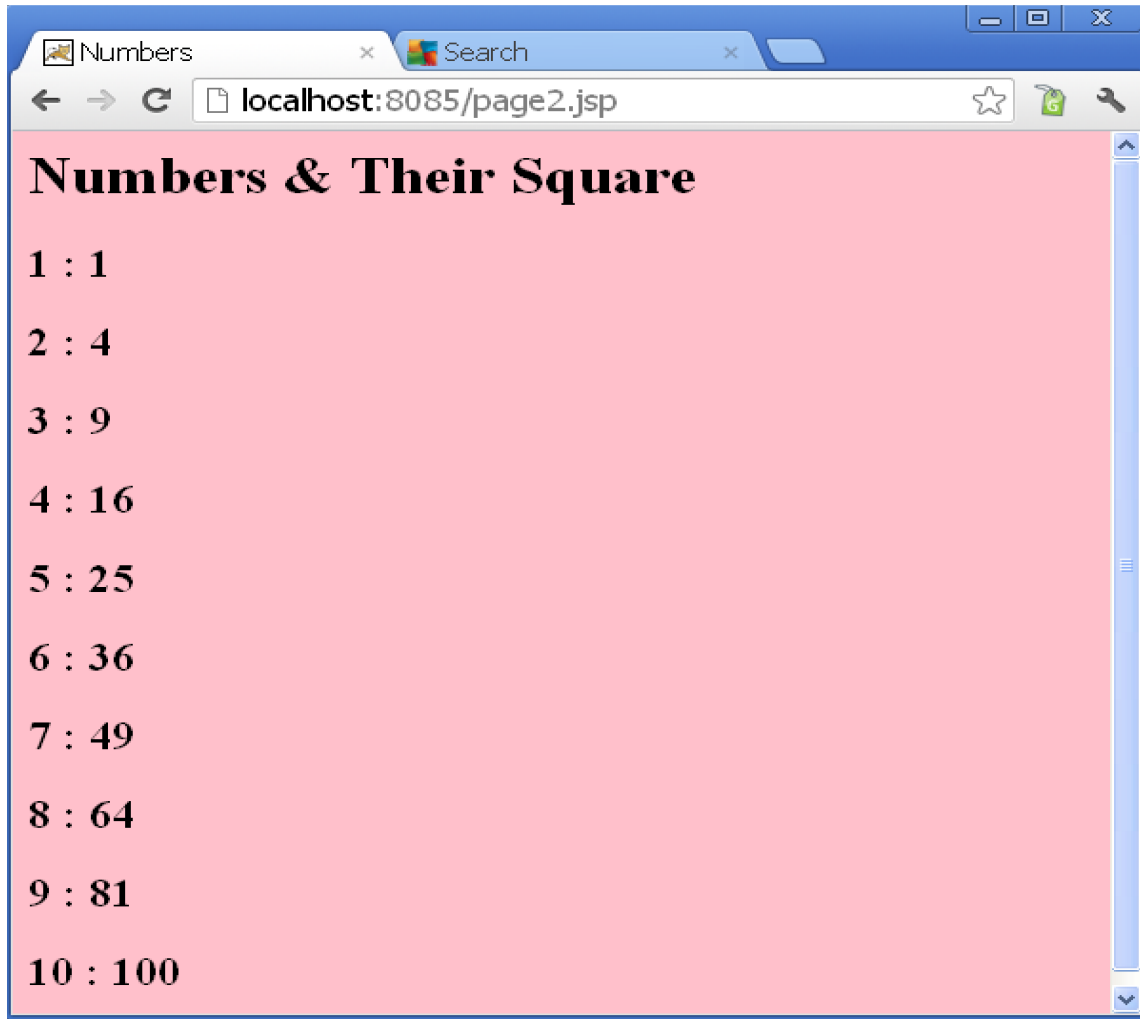 Numbers
Search
localhost:8085/page2.jsp
Numbers & Their Square
1 : 1
2 : 4
3 : 9
4 : 16
5 : 25
6 : 36
7 : 49
8 : 64
9 : 81
10 : 100